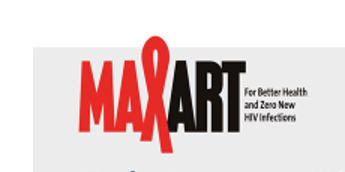 MAXART
For Better Health
and Zero New
HIV Infections